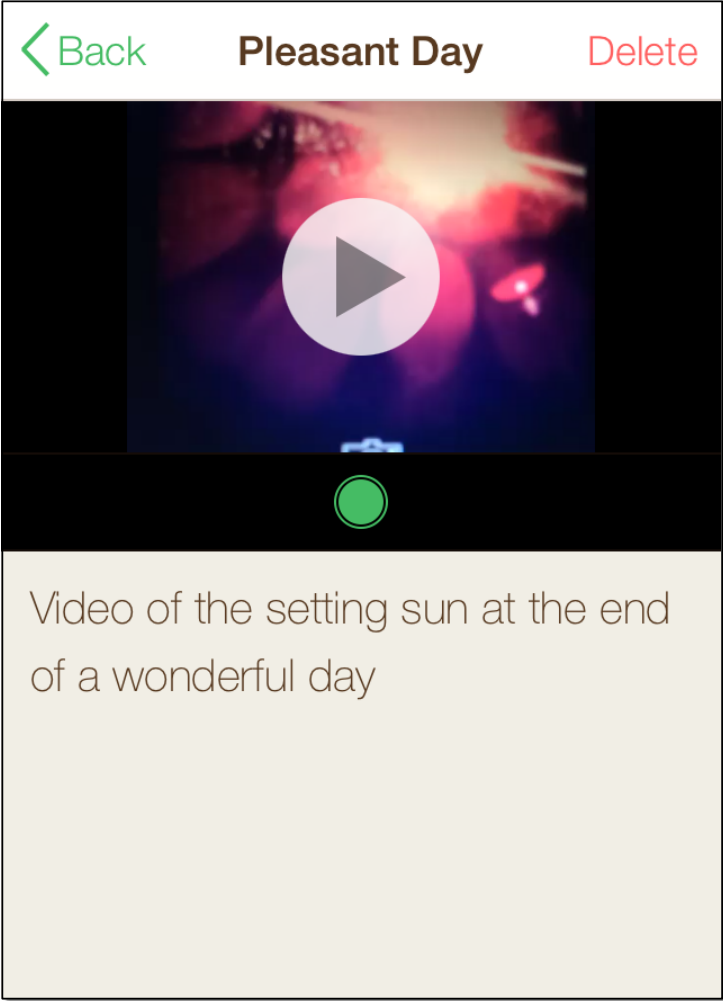 Back Pleasant Day Delete
Video of the setting sun at the end
of a wonderful day